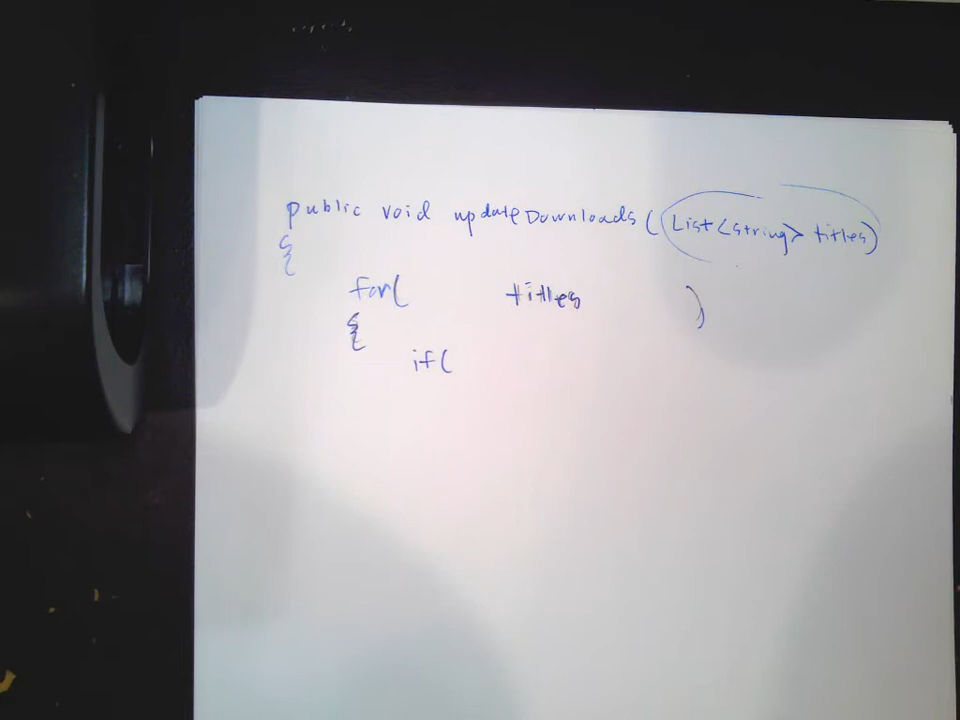 public void updateDownloads (List<string> titles)
{
for( titles )
{
if(